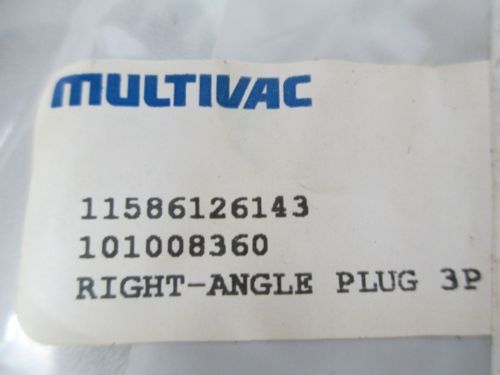 MULTIVAC
11586126143
101008360
RIGHT-ANGLE PLUG 3P